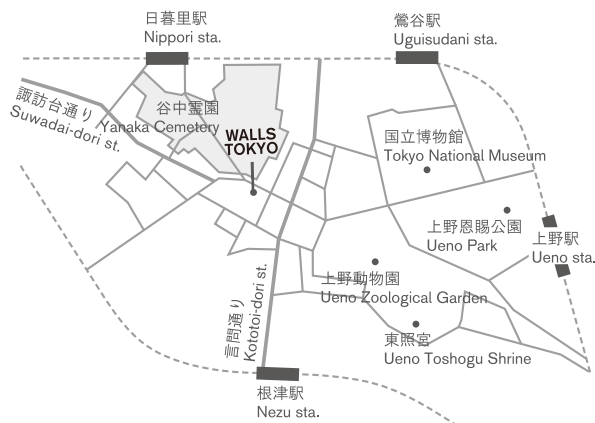 日暮里駅
Nippori sta.
鶯谷駅
Uguisudani sta.
諏訪台通り
Suwadai-dori st.
谷中霊園
Yanaka Cemetery
WALLS
TOKYO
国立博物館
Tokyo National Museum
上野恩賜公園
Ueno Park
上野駅
Ueno sta.
上野動物園
Ueno Zoological Garden
言問通り
Kototoi-dori st.
東照宮
Ueno Toshogu Shrine
根津駅
Nezu sta.